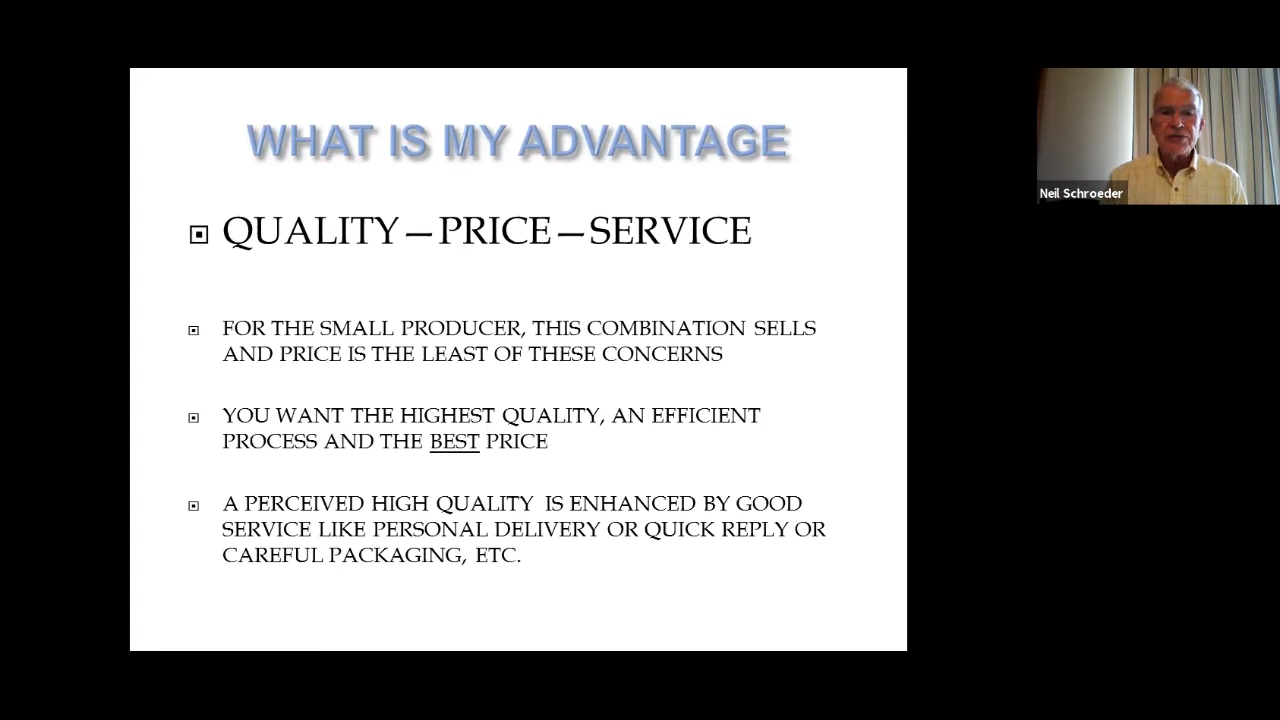 WHAT IS MY ADVANTAGE
QUALITY—PRICE—SERVICE
FOR THE SMALL PRODUCER, THIS COMBINATION SELLS
AND PRICE IS THE LEAST OF THESE CONCERNS
YOU WANT THE HIGHEST QUALITY, AN EFFICIENT
PROCESS AND THE BEST PRICE
A PERCEIVED HIGH QUALITY IS ENHANCED BY GOOD
SERVICE LIKE PERSONAL DELIVERY OR QUICK REPLY OR
CAREFUL PACKAGING, ETC.
Neil Schroeder